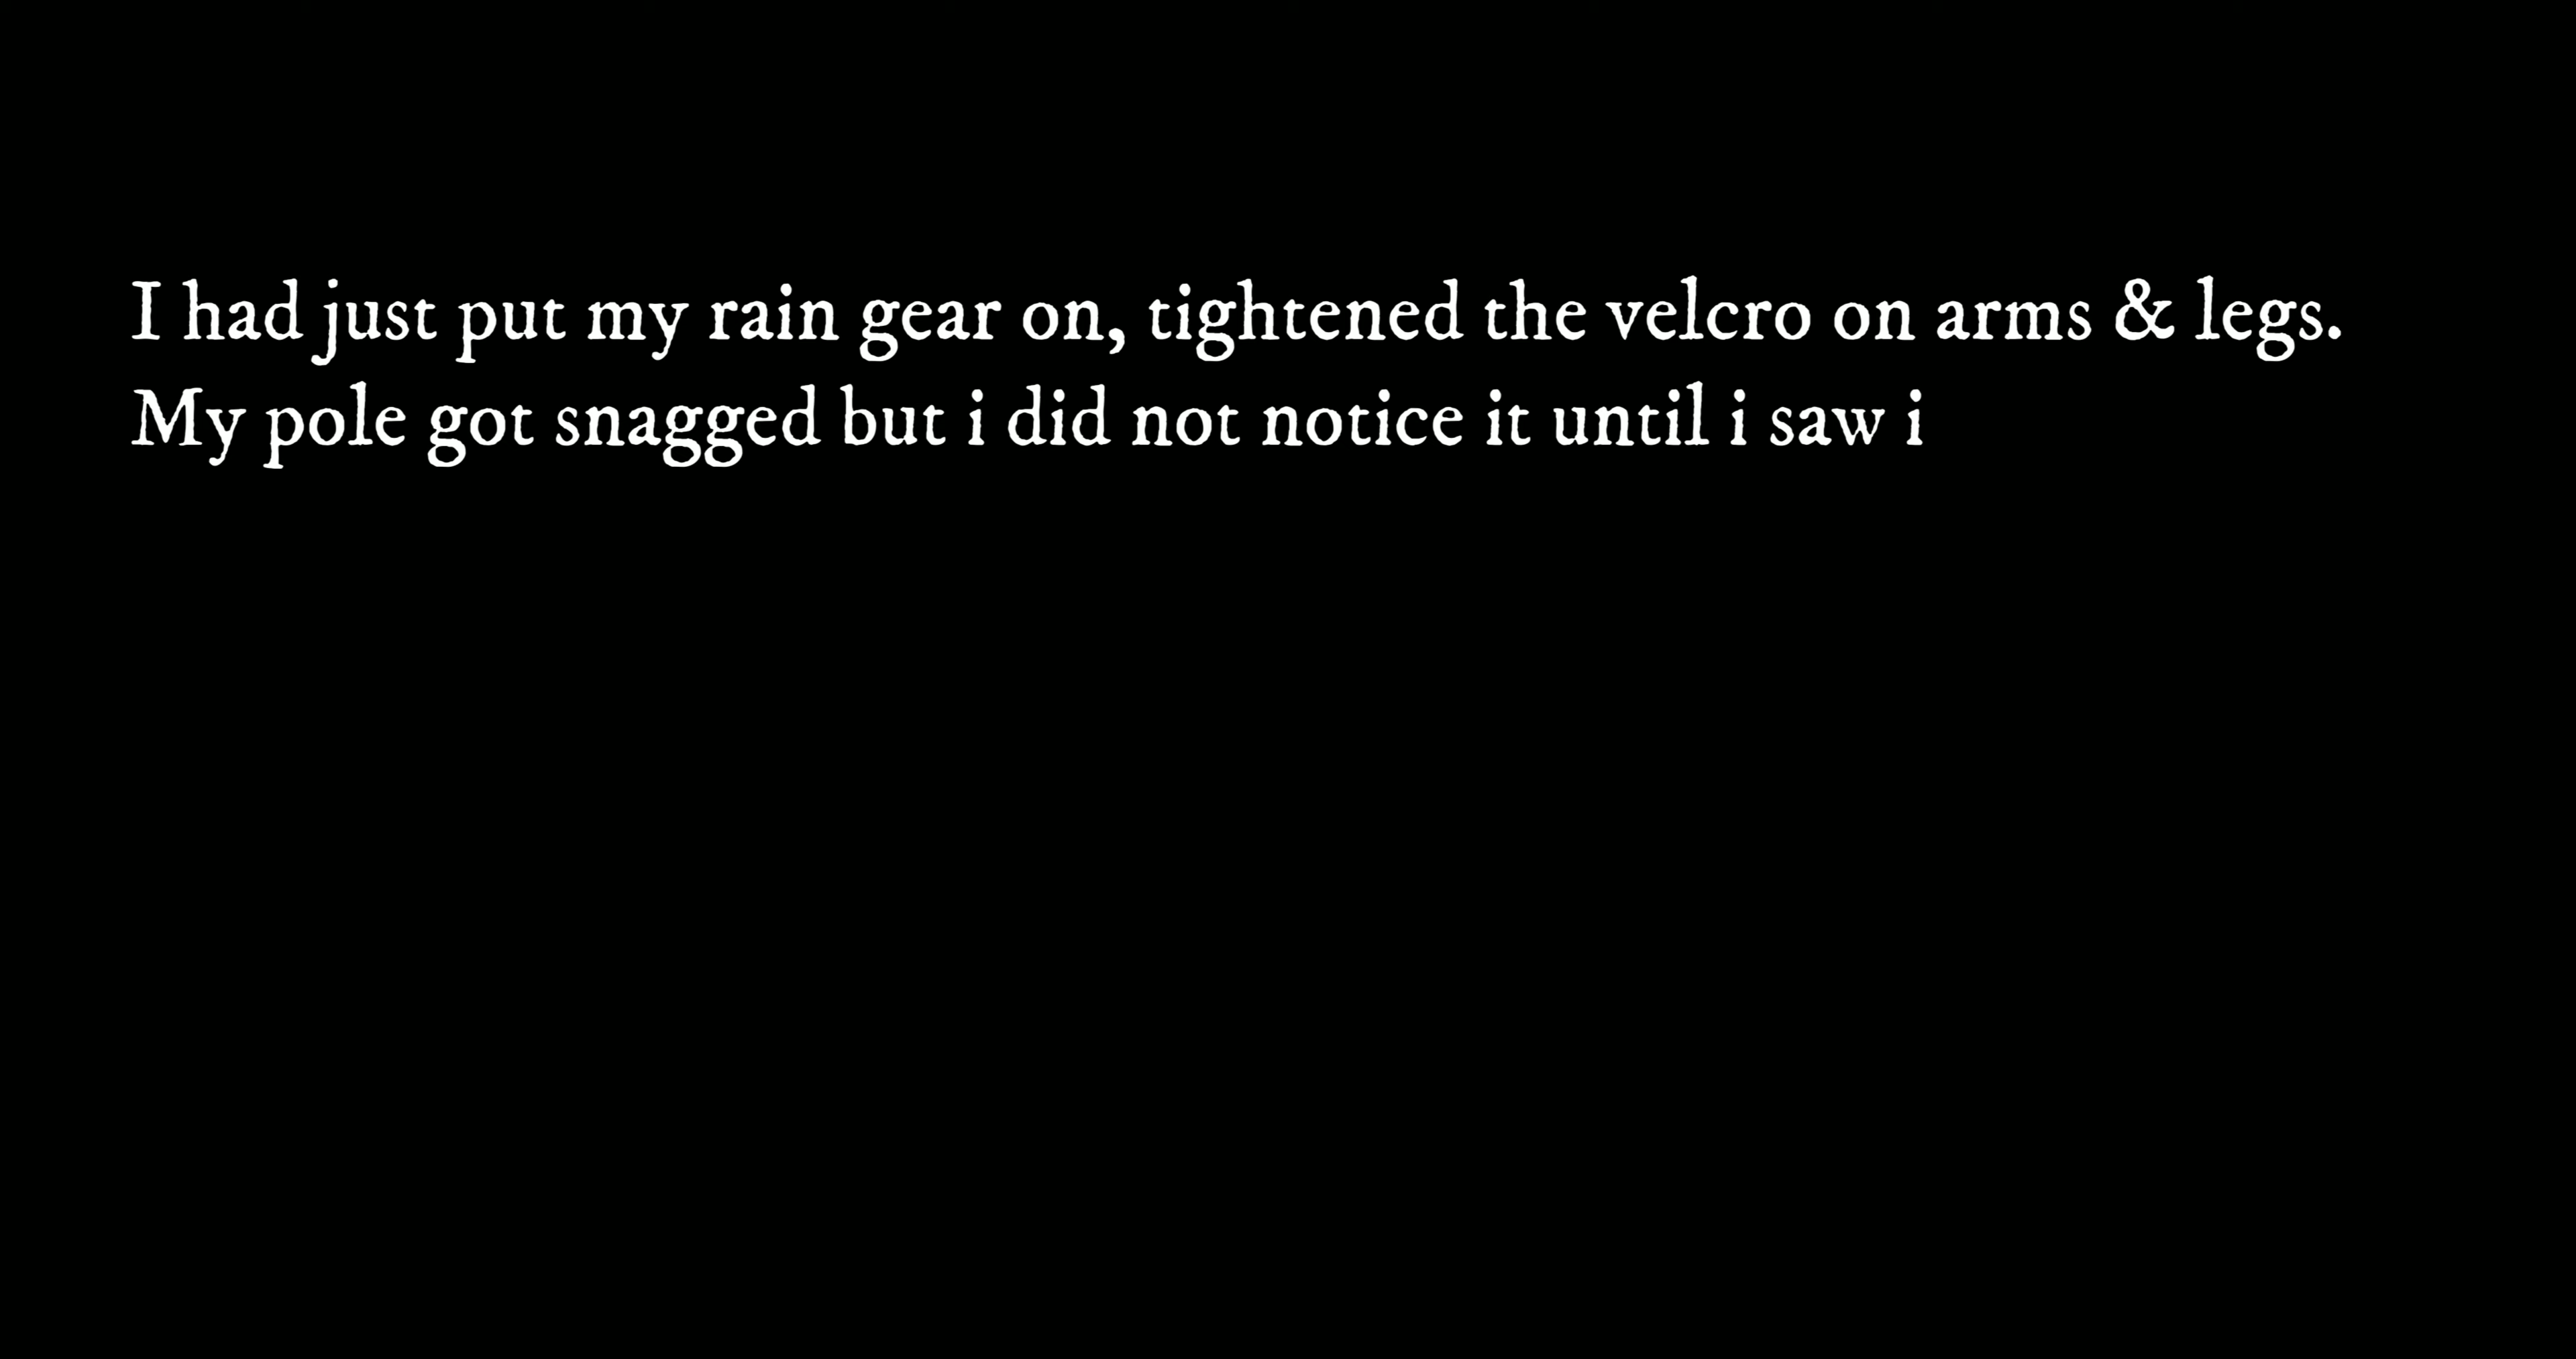 I had just put my rain gear on, tightened the velcro on arms & legs.
My pole got snagged but i did not notice it until i saw i